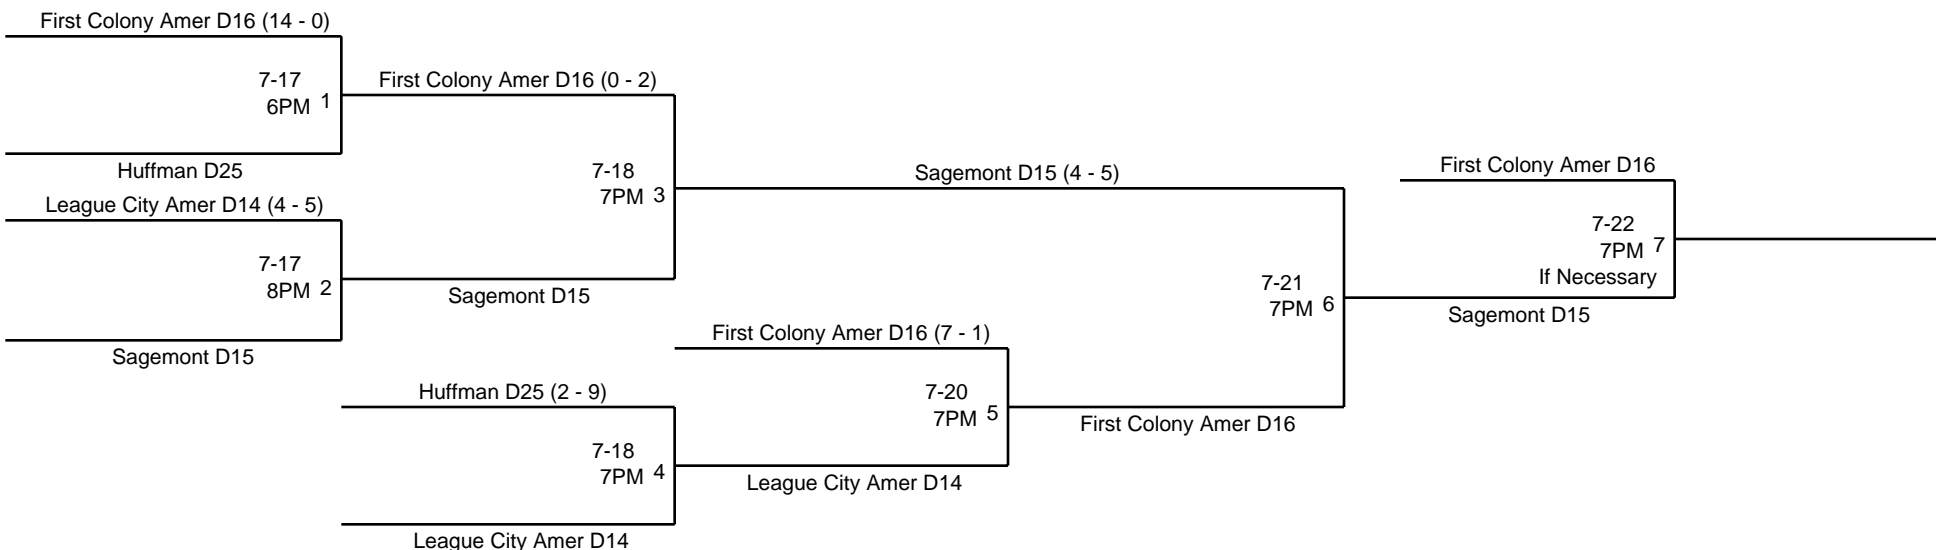 First Colony Amer D16 (14 - 0)
7-17
6PM 1
Huffman D25
League City Amer D14 (4 - 5)
7-17
8PM 2
Sagemont D15
First Colony Amer D16 (0 - 2)
7-18
7PM 3
Sagemont D15
Huffman D25 (2 - 9)
7-18
7PM 4
League City Amer D14
First Colony Amer D16 (7 - 1)
7-20
7PM 5
League City Amer D14
Sagemont D15 (4 - 5)
7-21
7PM 6
First Colony Amer D16
First Colony Amer D16
7-22
7PM 7
If Necessary
Sagemont D15